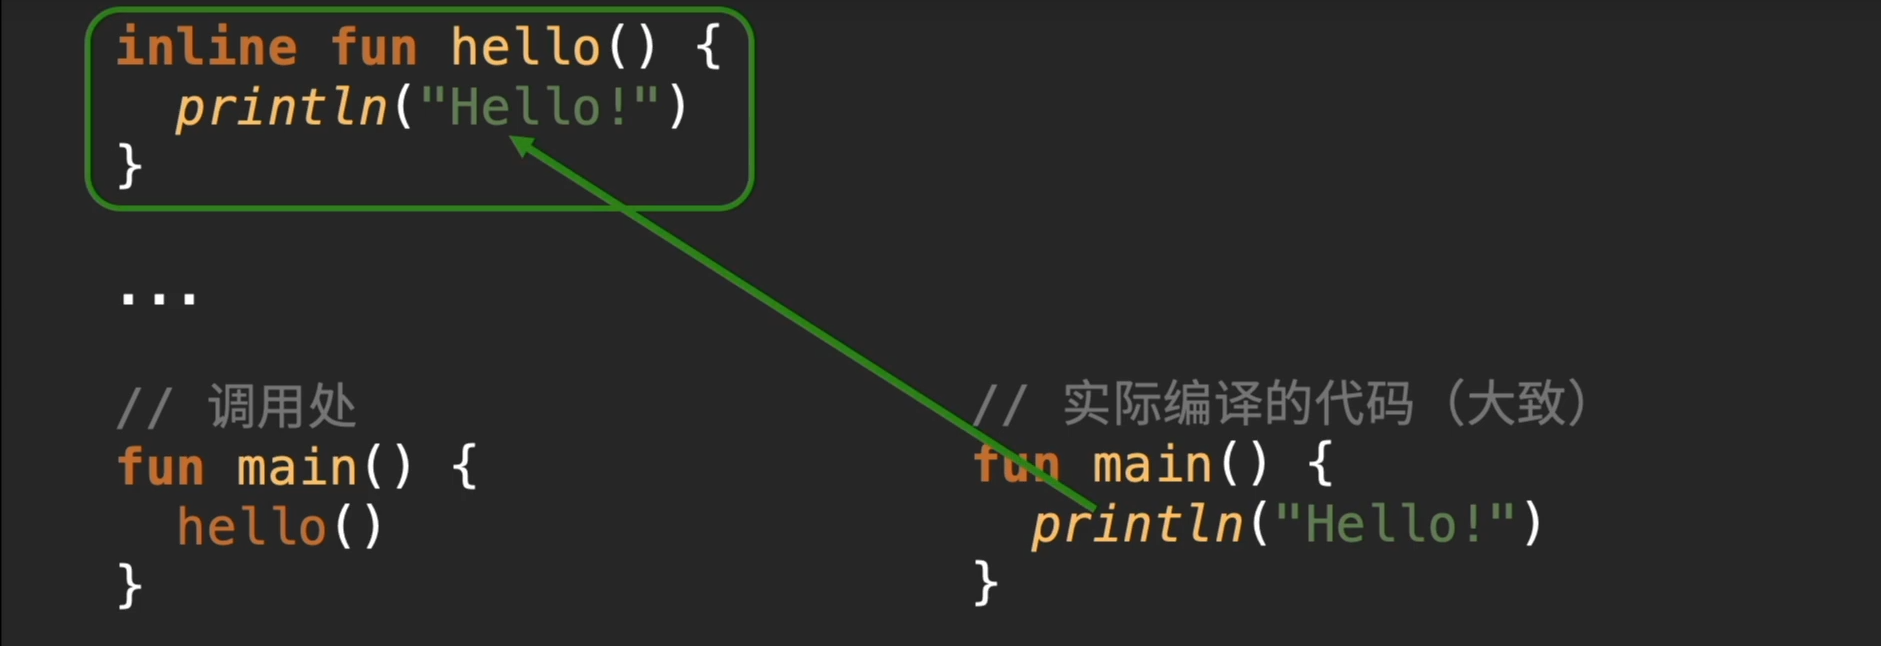 inline fun hello() {
  println("Hello!")
}
...
// 调用处
fun main() {
  hello()
}
// 实际编译的代码（大致）
fun main() {
  println("Hello!")
}